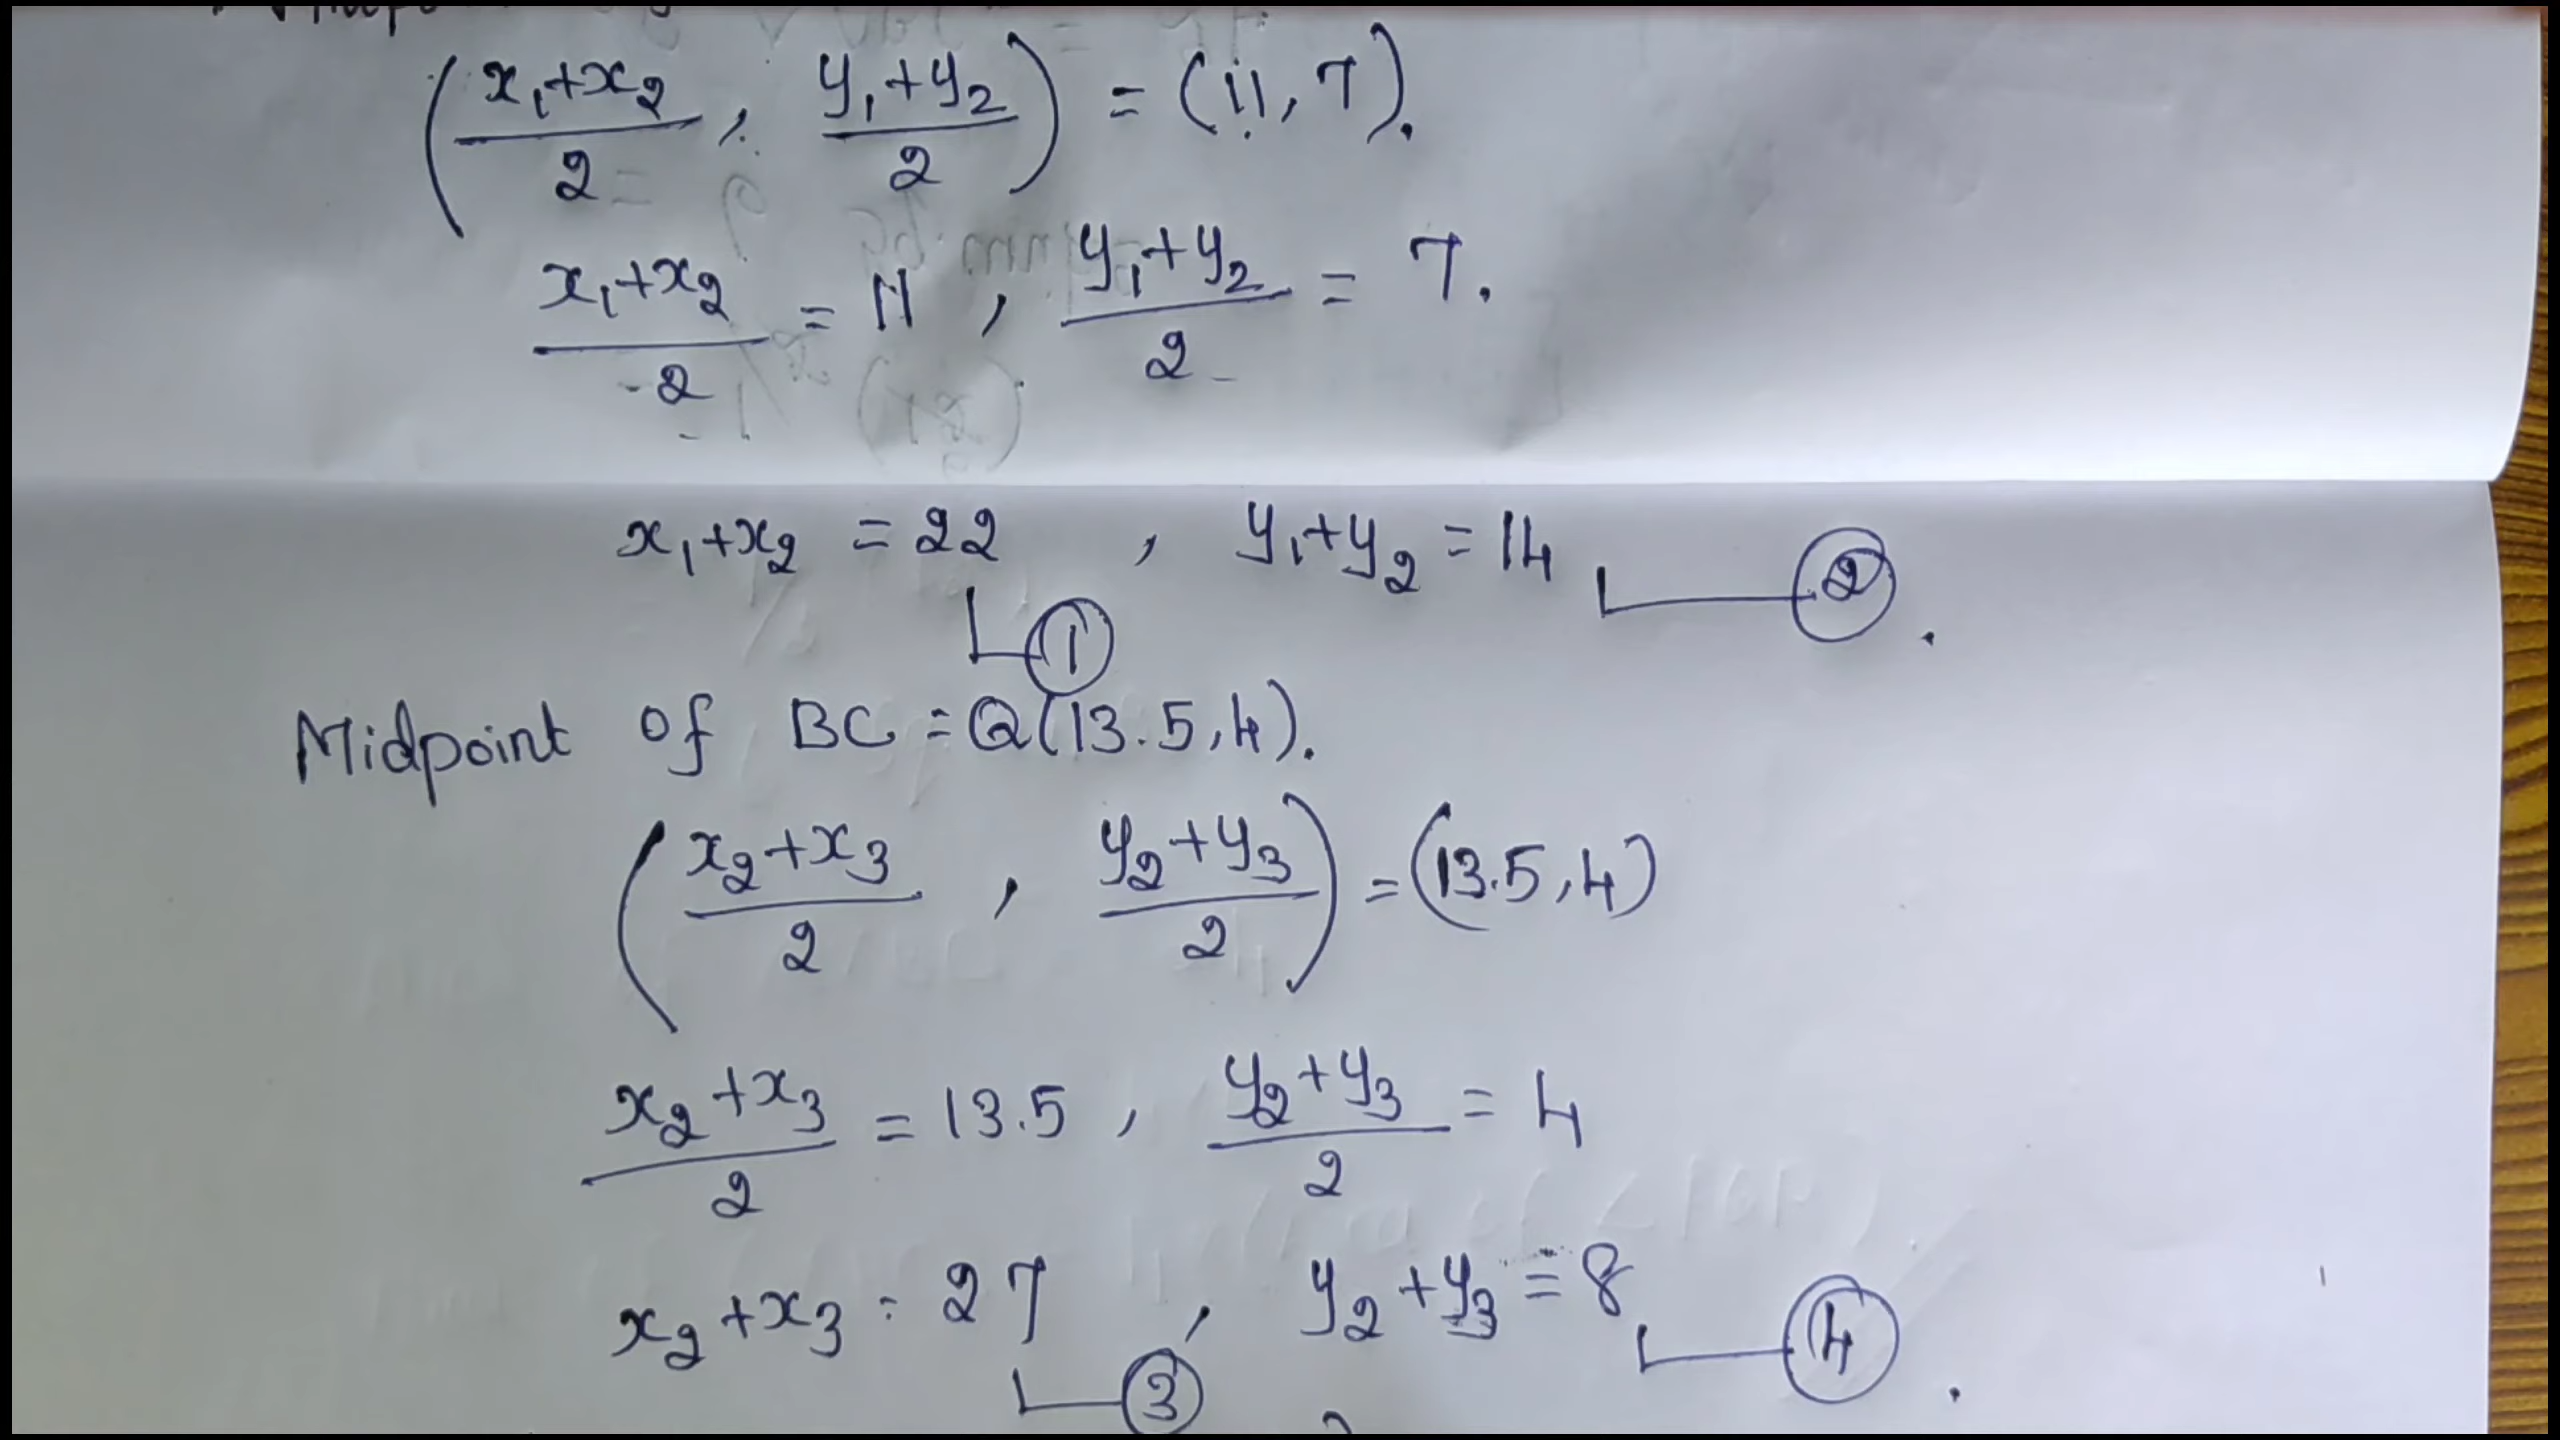 (x₁+x₂/2 , y₁+y₂/2) = (11, 7).
x₁+x₂/2 = 11 , y₁+y₂/2 = 7.
x₁+x₂ = 22 , y₁+y₂ = 14 ②.
①
Midpoint of BC = Q(13.5, 4).
(x₂+x₃/2 , y₂+y₃/2) = (13.5, 4)
x₂+x₃/2 = 13.5 , y₂+y₃/2 = 4
x₂+x₃ = 27 , y₂+y₃ = 8 ④.
③